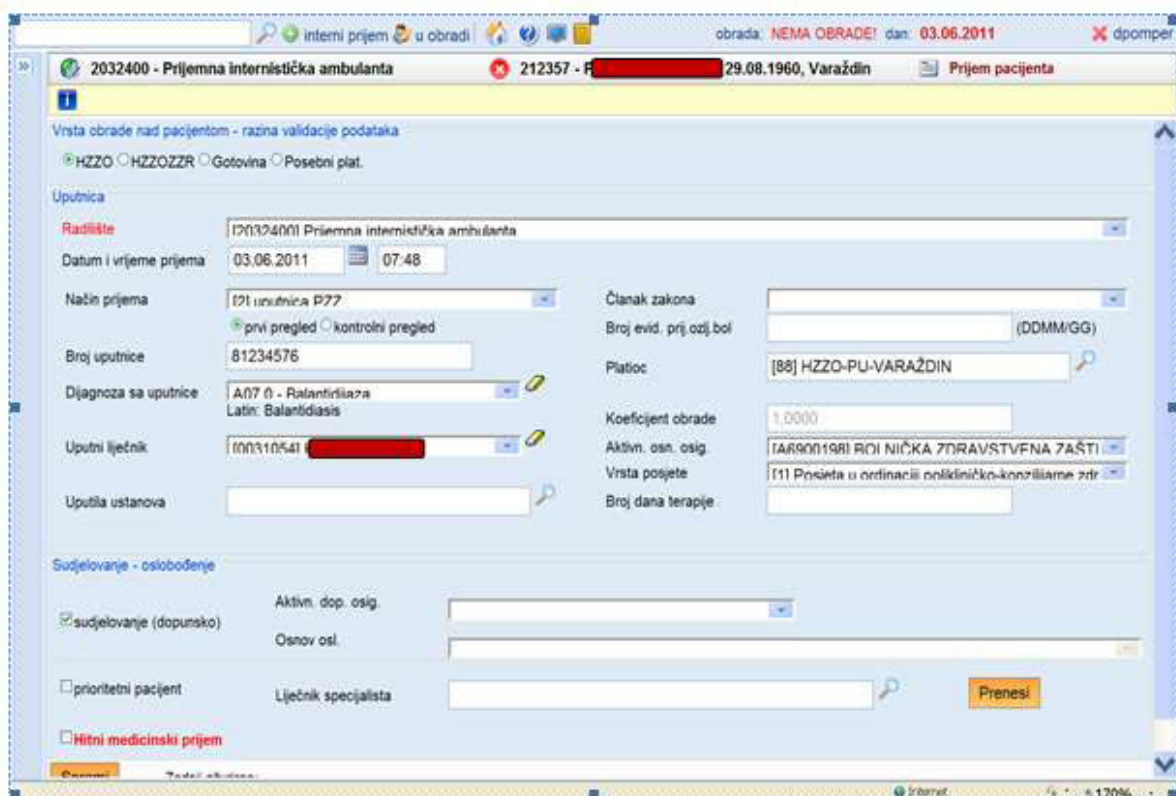 interni prijem u obradi obrada: NEMA OBRADE! dan: 03.06.2011 dpomper
2032400 - Prijemna internistička ambulanta 212357 - 29.08.1960, Varaždin Prijem pacijenta
Vrsta obrade nad pacijentom - razina validacije podataka
HZZO HZZOZZR Gotovina Posebni plat.
Uputnica
Radilište [2032400] Prijemna internistička ambulanta
Datum i vrijeme prijema 03.06.2011 07:48
Način prijema [2] uputnica PZZ Članak zakona
prvi pregled kontrolni pregled Broj evid. prij.ozlj.bol (DDMM/GG)
Broj uputnice 81234576 Platioc [88] HZZO-PU-VARAŽDIN
Dijagnoza sa uputnice A07.0 - Balantidijaza
Latin: Balantidiasis
Koeficijent obrade 1,0000
Uputni liječnik [0031054] Aktivn. osn. osig. [A6900198] BOLNIČKA ZDRAVSTVENA ZAŠTI
Vrsta posjete [1] Posjeta u ordinaciji polikliničko-konzilijarne zdr
Uputila ustanova Broj dana terapije
Sudjelovanje - oslobođenje
Aktivn. dop. osig.
sudjelovanje (dopunsko)
Osnov osl.
prioritetni pacijent Liječnik specijalista Prenesi
Hitni medicinski prijem
Internet 170%